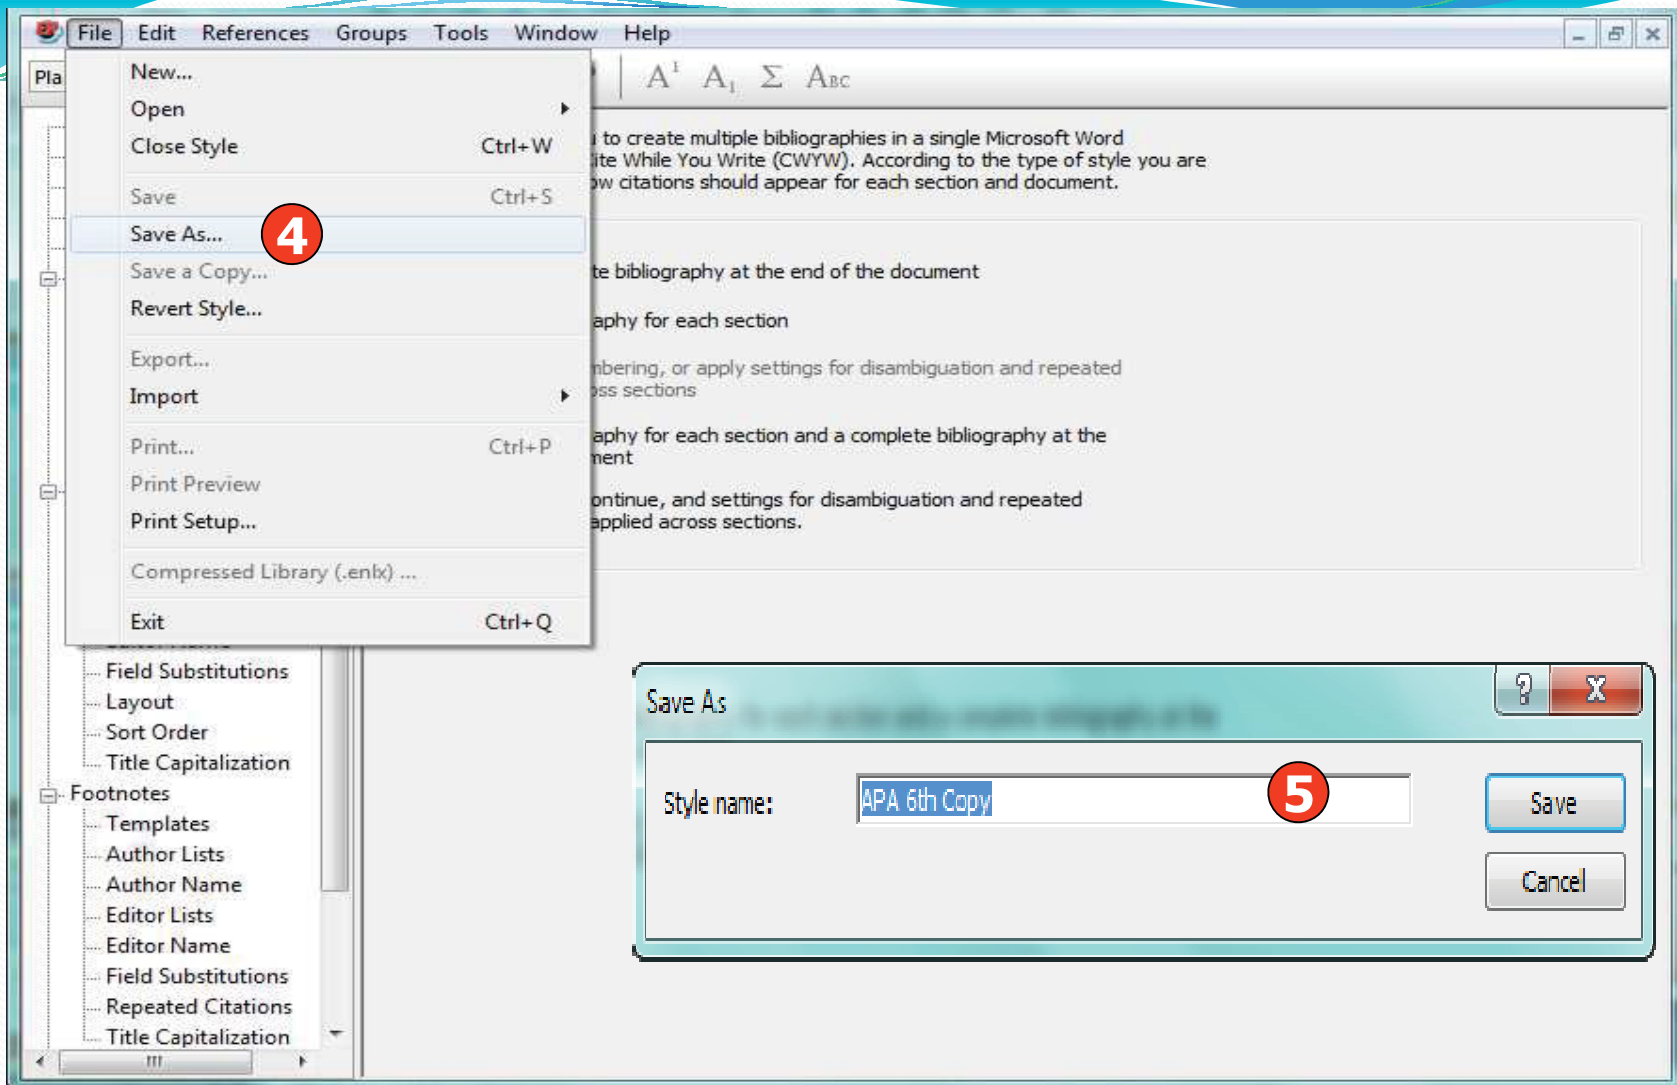 File Edit References Groups Tools Window Help
Pla
A¹ A₁ Σ ABC
New...
Open
Close Style Ctrl+W
Save Ctrl+S
Save As... 4
Save a Copy...
Revert Style...
Export...
Import
Print... Ctrl+P
Print Preview
Print Setup...
Compressed Library (.enlx) ...
Exit Ctrl+Q
to create multiple bibliographies in a single Microsoft Word
ite While You Write (CWYW). According to the type of style you are
ow citations should appear for each section and document.
te bibliography at the end of the document
aphy for each section
mbering, or apply settings for disambiguation and repeated
oss sections
aphy for each section and a complete bibliography at the
ment
ontinue, and settings for disambiguation and repeated
applied across sections.
Field Substitutions
Layout
Sort Order
Title Capitalization
Footnotes
Templates
Author Lists
Author Name
Editor Lists
Editor Name
Field Substitutions
Repeated Citations
Title Capitalization
Save As
Style name: APA 6th Copy 5 Save
Cancel